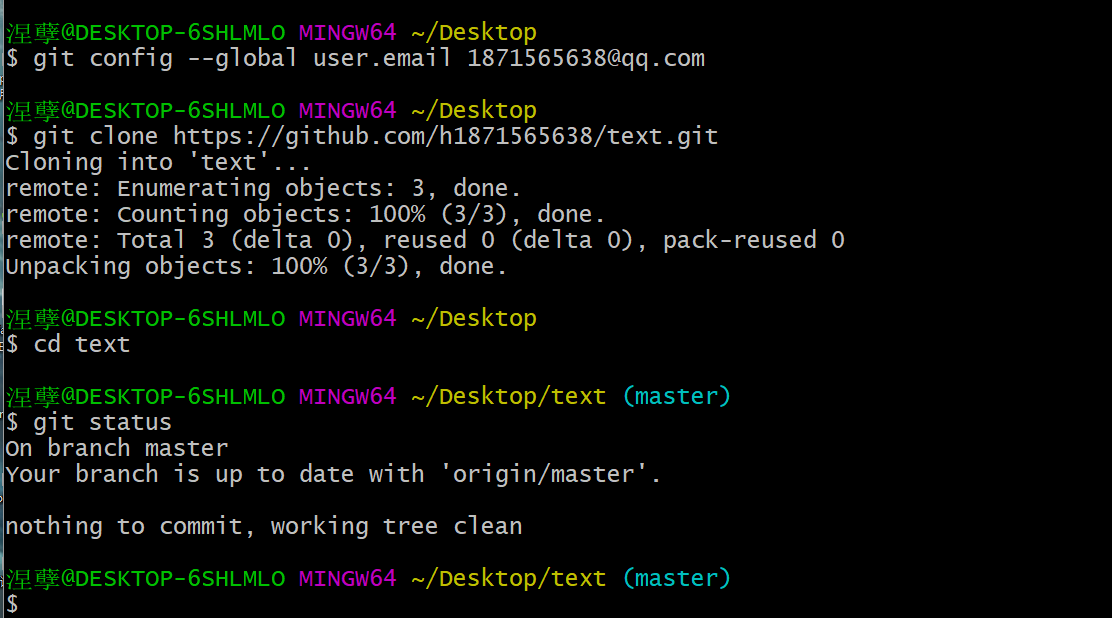 涅孽@DESKTOP-6SHLMLO MINGW64 ~/Desktop
$ git config --global user.email 1871565638@qq.com
涅孽@DESKTOP-6SHLMLO MINGW64 ~/Desktop
$ git clone https://github.com/h1871565638/text.git
Cloning into 'text'...
remote: Enumerating objects: 3, done.
remote: Counting objects: 100% (3/3), done.
remote: Total 3 (delta 0), reused 0 (delta 0), pack-reused 0
Unpacking objects: 100% (3/3), done.
涅孽@DESKTOP-6SHLMLO MINGW64 ~/Desktop
$ cd text
涅孽@DESKTOP-6SHLMLO MINGW64 ~/Desktop/text (master)
$ git status
On branch master
Your branch is up to date with 'origin/master'.
nothing to commit, working tree clean
涅孽@DESKTOP-6SHLMLO MINGW64 ~/Desktop/text (master)
$